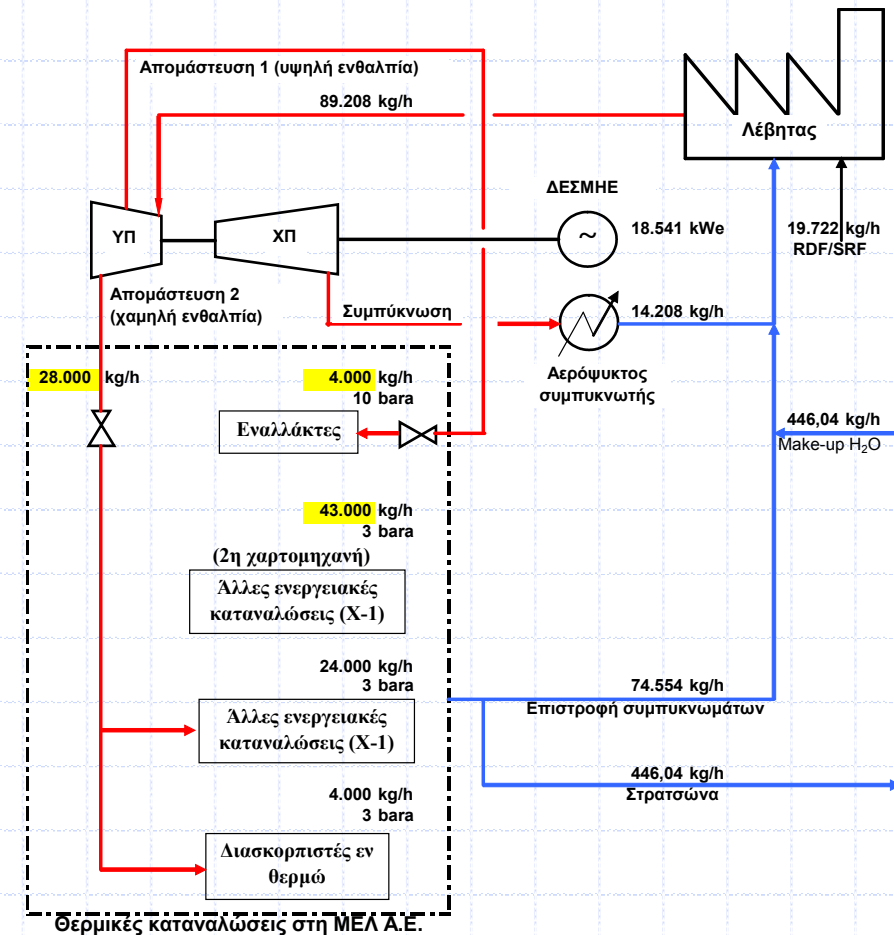 Απομάστευση 1 (υψηλή ενθαλπία)
89.208 kg/h
Λέβητας
ΔΕΣΜΗΕ
ΥΠ
ΧΠ
~
18.541 kWe
19.722 kg/h
RDF/SRF
Απομάστευση 2
(χαμηλή ενθαλπία)
Συμπύκνωση
14.208 kg/h
Αερόψυκτος
συμπυκνωτής
28.000 kg/h
4.000 kg/h
10 bara
Εναλλάκτες
446,04 kg/h
Make-up H₂O
43.000 kg/h
3 bara
(2η χαρτομηχανή)
Άλλες ενεργειακές
καταναλώσεις (Χ-1)
24.000 kg/h
3 bara
Άλλες ενεργειακές
καταναλώσεις (Χ-1)
74.554 kg/h
Επιστροφή συμπυκνωμάτων
446,04 kg/h
Στρατσώνα
4.000 kg/h
3 bara
Διασκορπιστές εν
θερμώ
Θερμικές καταναλώσεις στη ΜΕΛ Α.Ε.